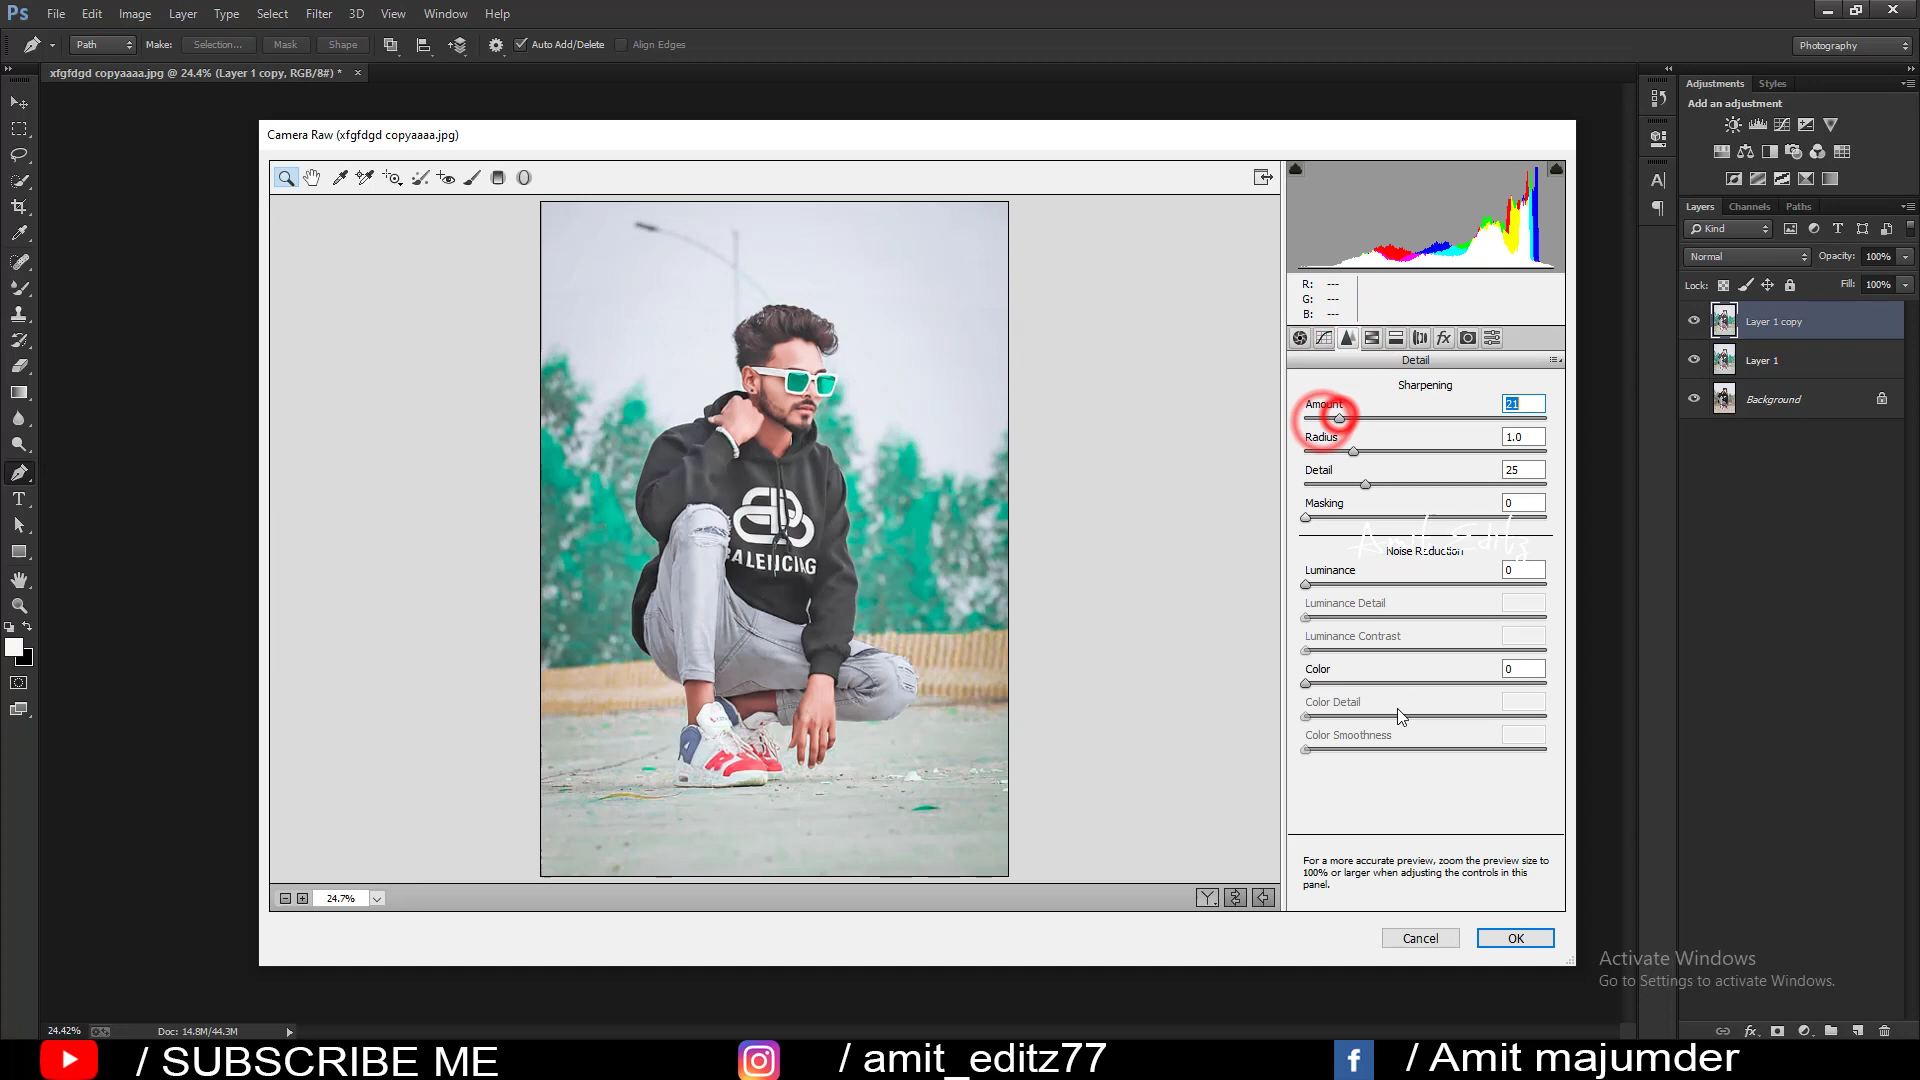 Ps File Edit Image Layer Type Select Filter 3D View Window Help
Path Make: Selection... Mask Shape Auto Add/Delete Align Edges Photography
xfgfdgd copyaaaa.jpg @ 24.4% (Layer 1 copy, RGB/8#) *
Camera Raw (xfgfdgd copyaaaa.jpg)
R: ---
G: ---
B: ---
Detail
Sharpening
Amount 21
Radius 1.0
Detail 25
Masking 0
Amit Editz
Noise Reduction
Luminance 0
Luminance Detail
Luminance Contrast
Color 0
Color Detail
Color Smoothness
For a more accurate preview, zoom the preview size to
100% or larger when adjusting the controls in this
panel.
BALENCING
24.7%
Cancel OK
Adjustments Styles
Add an adjustment
Layers Channels Paths
Kind
Normal Opacity: 100%
Lock: Fill: 100%
Layer 1 copy
Layer 1
Background
Activate Windows
Go to Settings to activate Windows.
24.42% Doc: 14.8M/44.3M
/ SUBSCRIBE ME / amit_editz77 / Amit majumder